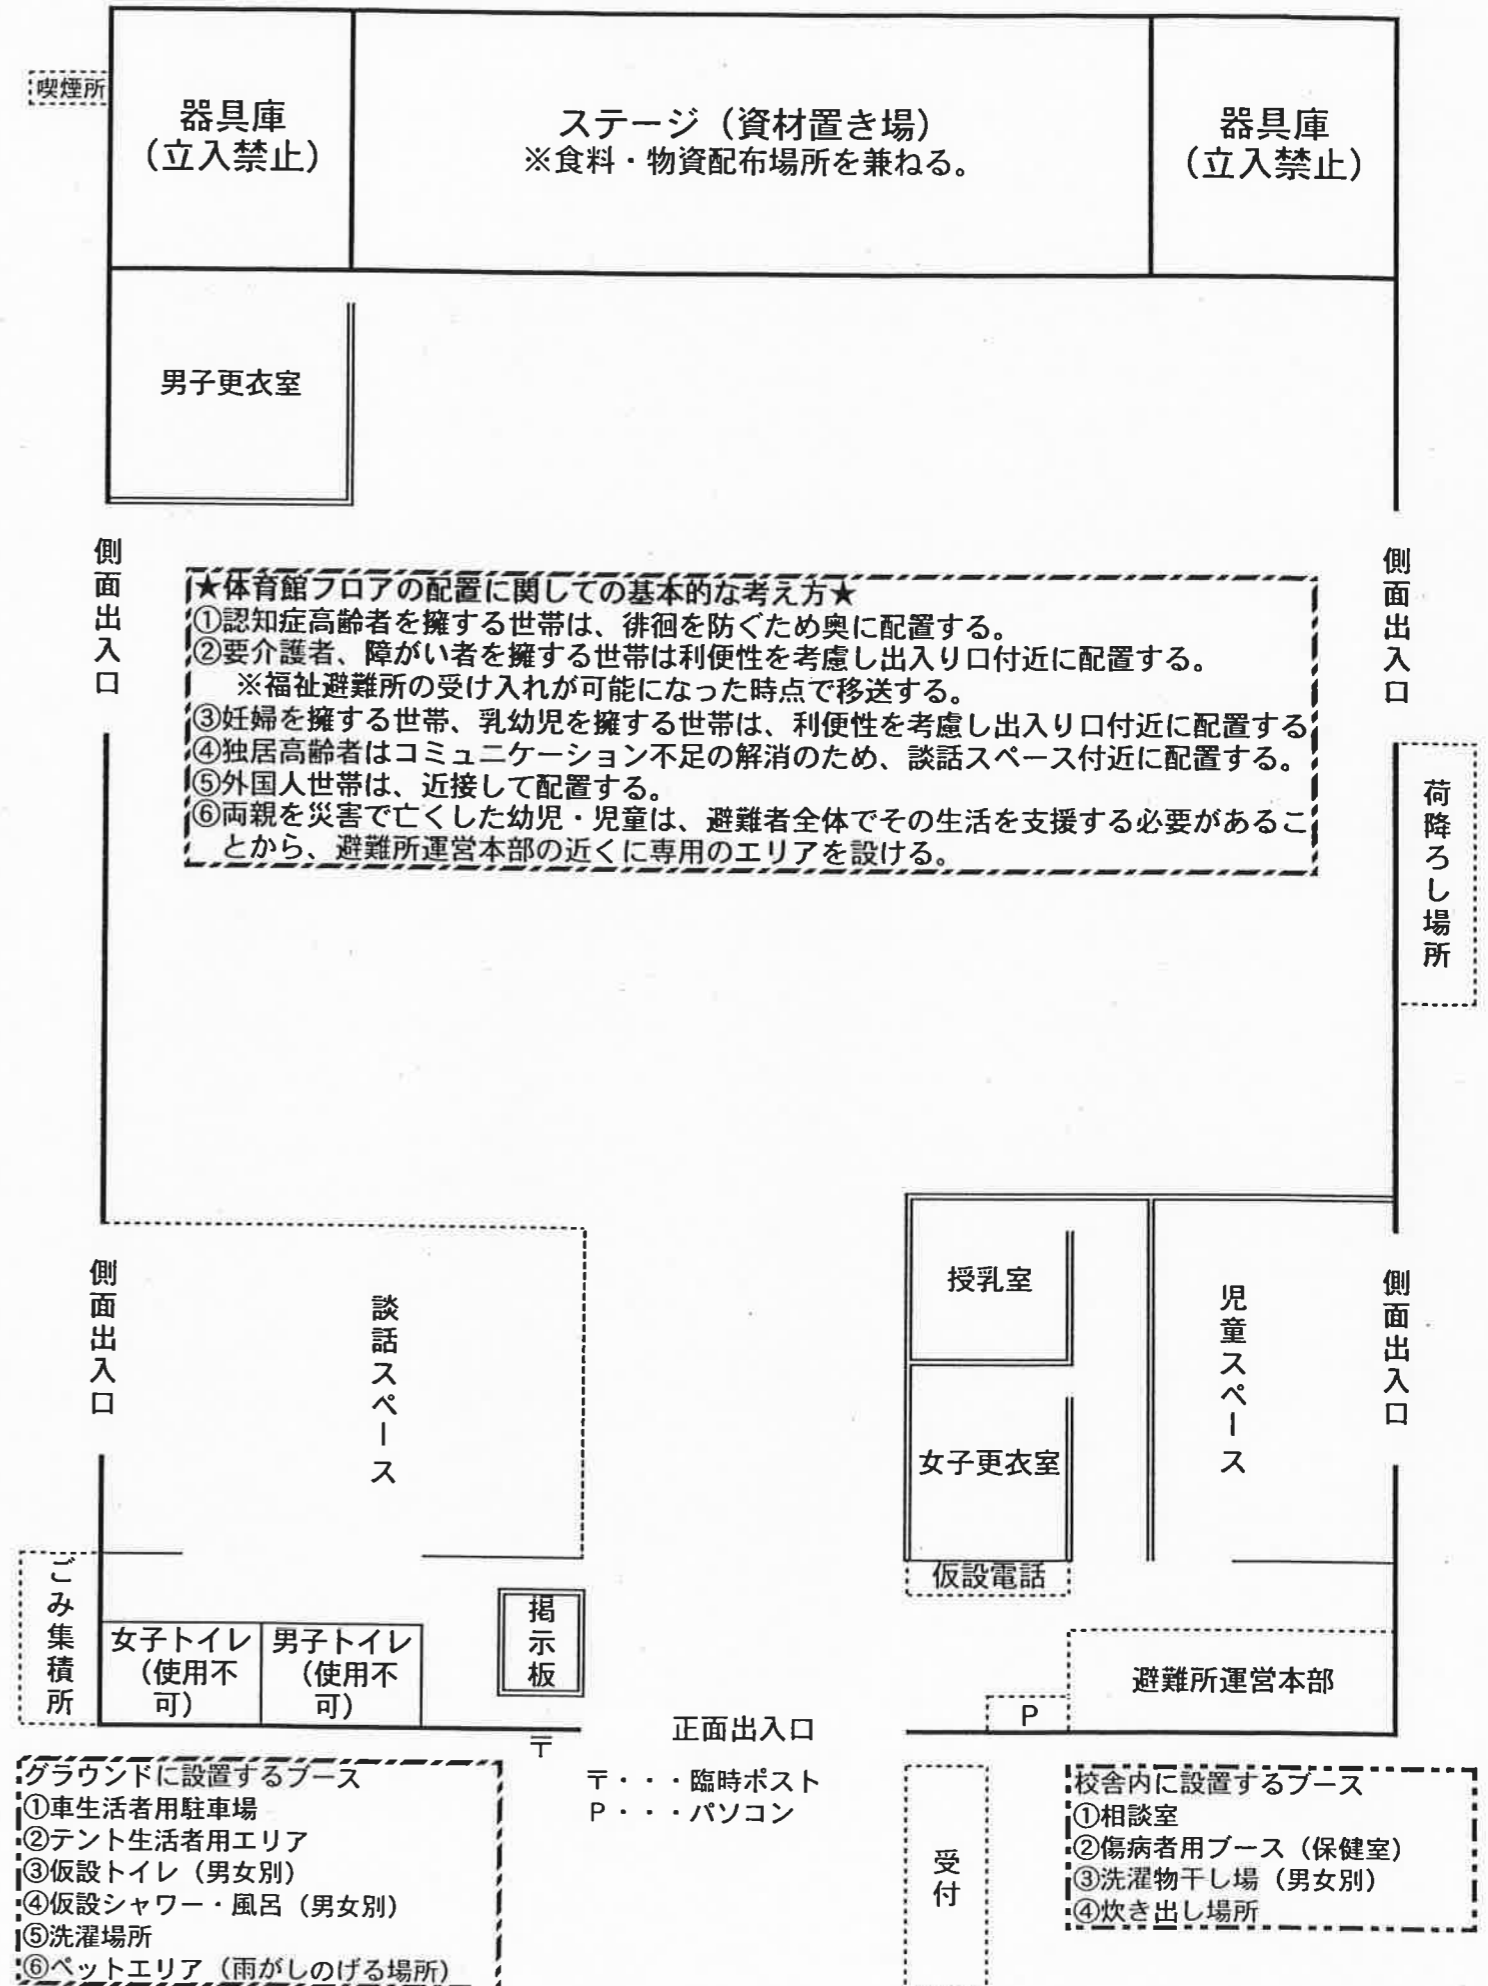 喫煙所
器具庫
（立入禁止）
ステージ（資材置き場）
※食料・物資配布場所を兼ねる。
器具庫
（立入禁止）
男子更衣室
側面出入口
側面出入口
★体育館フロアの配置に関しての基本的な考え方★
①認知症高齢者を擁する世帯は、徘徊を防ぐため奥に配置する。
②要介護者、障がい者を擁する世帯は利便性を考慮し出入り口付近に配置する。
※福祉避難所の受け入れが可能になった時点で移送する。
③妊婦を擁する世帯、乳幼児を擁する世帯は、利便性を考慮し出入り口付近に配置する
④独居高齢者はコミュニケーション不足の解消のため、談話スペース付近に配置する。
⑤外国人世帯は、近接して配置する。
⑥両親を災害で亡くした幼児・児童は、避難者全体でその生活を支援する必要があるこ
とから、避難所運営本部の近くに専用のエリアを設ける。
荷降ろし場所
側面出入口
談話スペース
授乳室
児童スペース
側面出入口
女子更衣室
仮設電話
ごみ集積所
女子トイレ
（使用不
可）
男子トイレ
（使用不
可）
掲示板
避難所運営本部
P
〒
正面出入口
〒・・・臨時ポスト
P・・・パソコン
受付
グラウンドに設置するブース
①車生活者用駐車場
②テント生活者用エリア
③仮設トイレ（男女別）
④仮設シャワー・風呂（男女別）
⑤洗濯場所
⑥ペットエリア（雨がしのげる場所）
校舎内に設置するブース
①相談室
②傷病者用ブース（保健室）
③洗濯物干し場（男女別）
④炊き出し場所